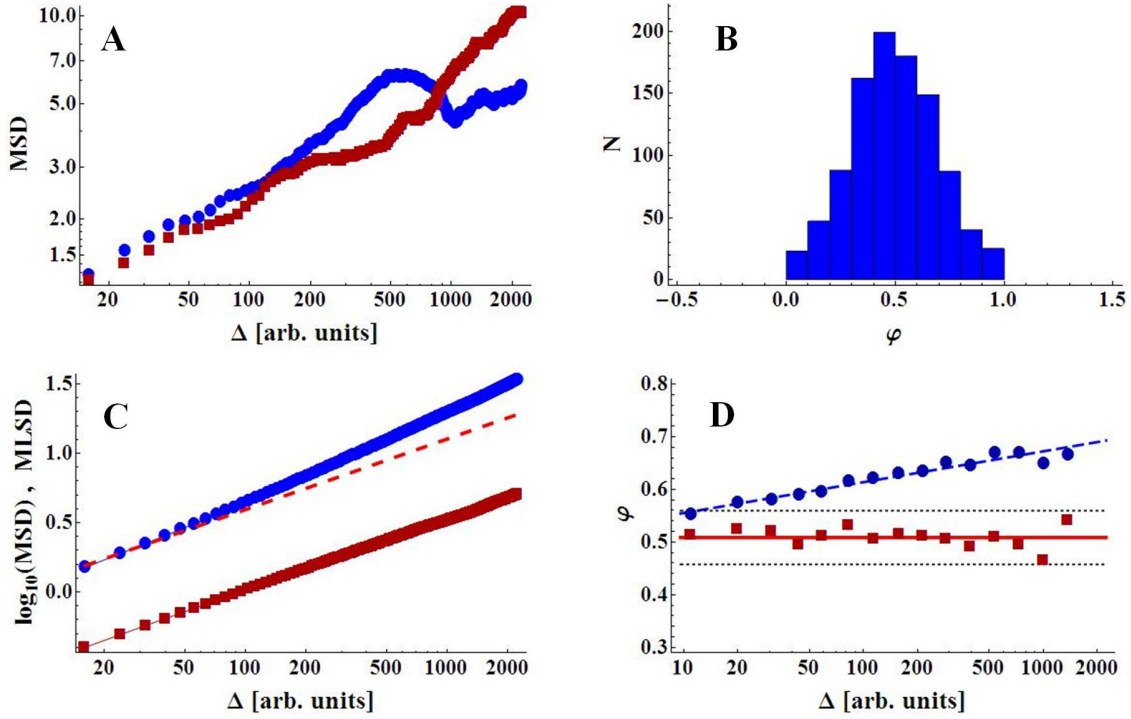 A
10.0
7.0
5.0
3.0
2.0
1.5
MSD
20 50 100 200 500 1000 2000
Δ [arb. units]
B
200
150
100
50
0
N
−0.5 0.0 0.5 1.0 1.5
φ
C
1.5
1.0
0.5
0.0
log10(MSD) , MLSD
20 50 100 200 500 1000 2000
Δ [arb. units]
D
0.8
0.7
0.6
0.5
0.4
0.3
φ
10 20 50 100 200 500 1000 2000
Δ [arb. units]